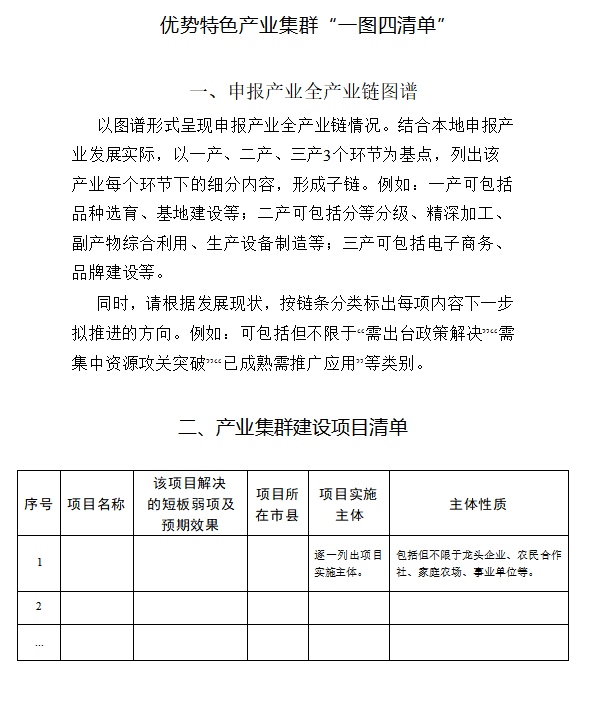 优势特色产业集群“一图四清单”
一、申报产业全产业链图谱
以图谱形式呈现申报产业全产业链情况。结合本地申报产
业发展实际，以一产、二产、三产3个环节为基点，列出该
产业每个环节下的细分内容，形成子链。例如：一产可包括
品种选育、基地建设等；二产可包括分等分级、精深加工、
副产物综合利用、生产设备制造等；三产可包括电子商务、
品牌建设等。
同时，请根据发展现状，按链条分类标出每项内容下一步
拟推进的方向。例如：可包括但不限于“需出台政策解决”“需
集中资源攻关突破”“已成熟需推广应用”等类别。
二、产业集群建设项目清单
序号 项目名称 该项目解决的短板弱项及预期效果 项目所在市县 项目实施主体 主体性质
1 逐一列出项目实施主体。 包括但不限于龙头企业、农民合作社、家庭农场、事业单位等。
2
...